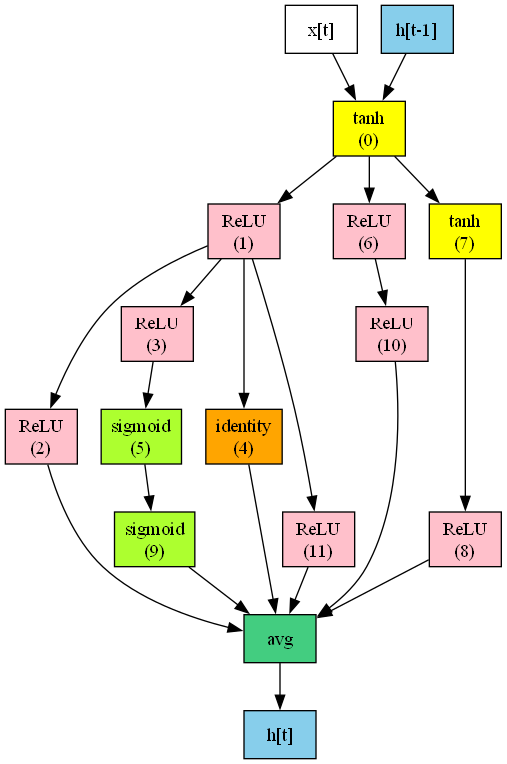 x[t]
h[t-1]
tanh
(0)
ReLU
(1)
ReLU
(6)
tanh
(7)
ReLU
(3)
ReLU
(10)
ReLU
(2)
sigmoid
(5)
identity
(4)
sigmoid
(9)
ReLU
(11)
ReLU
(8)
avg
h[t]